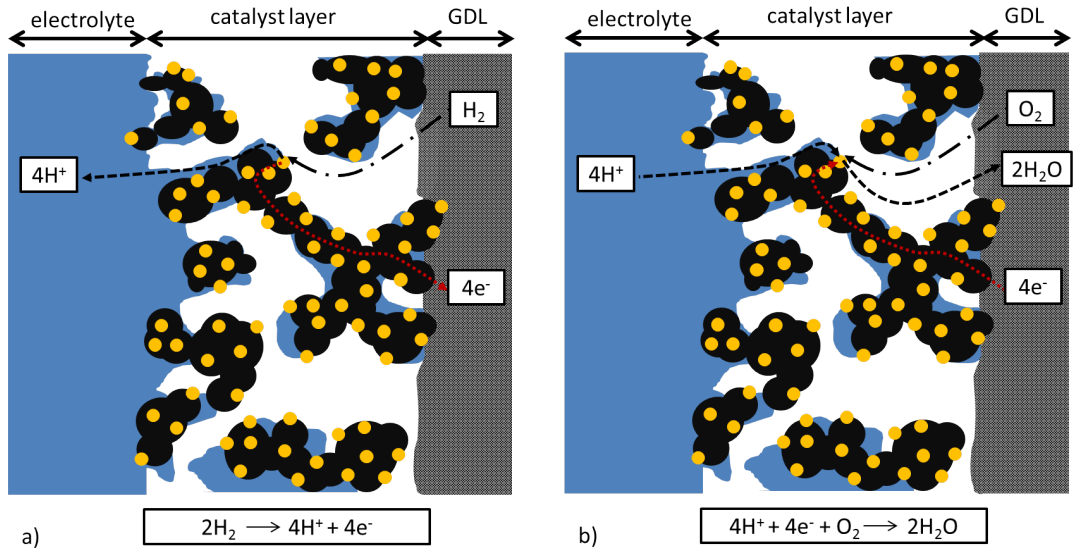 electrolyte catalyst layer GDL
H₂
4H⁺
4e⁻
a) 2H₂ → 4H⁺ + 4e⁻
electrolyte catalyst layer GDL
O₂
4H⁺ 2H₂O
4e⁻
b) 4H⁺ + 4e⁻ + O₂ → 2H₂O